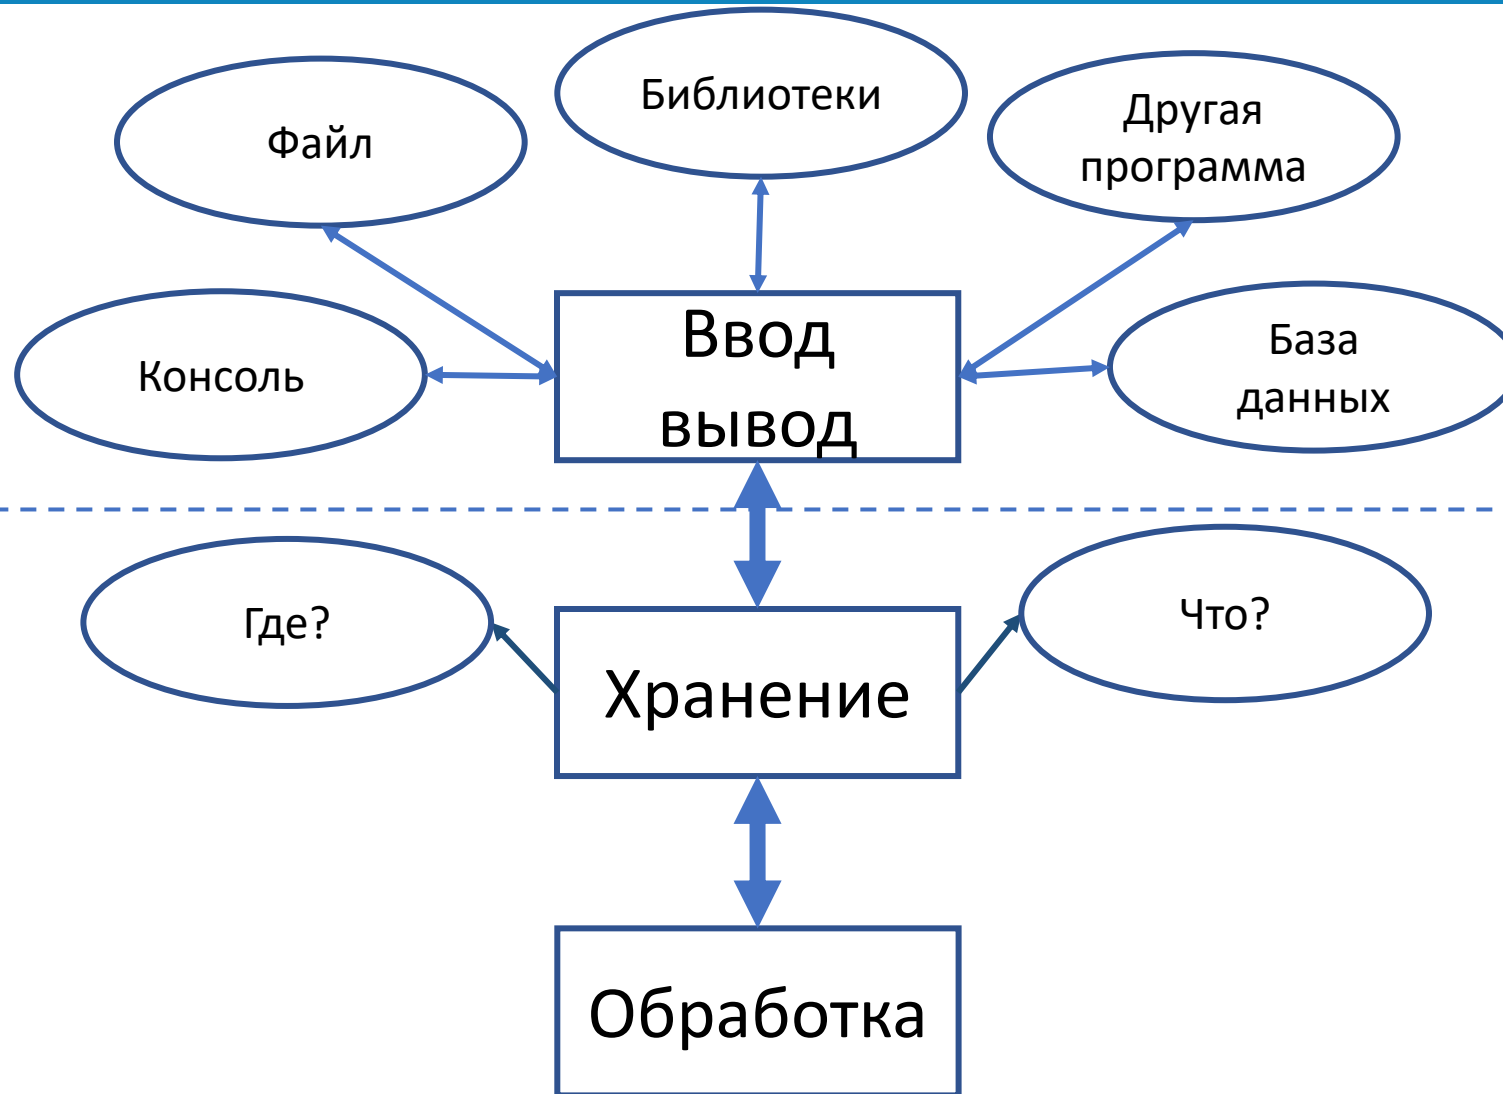 Библиотеки
Файл
Другая
программа
Ввод
вывод
Консоль
База
данных
Где?
Что?
Хранение
Обработка